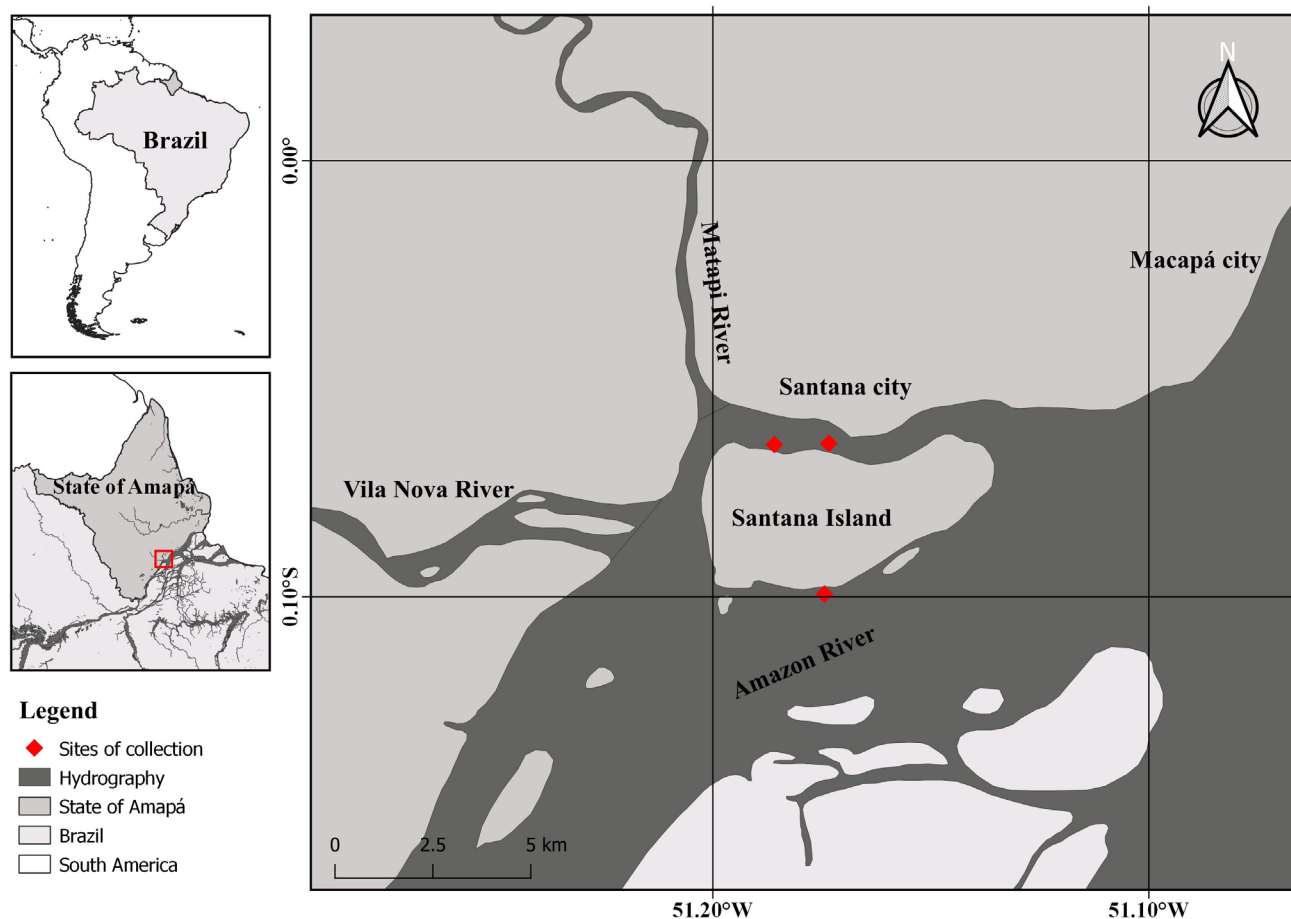 Brazil
State of Amapá
Legend
Sites of collection
Hydrography
State of Amapá
Brazil
South America
N
0.00°
0.10°S
51.20°W
51.10°W
Matapi River
Macapá city
Santana city
Vila Nova River
Santana Island
Amazon River
0 2.5 5 km